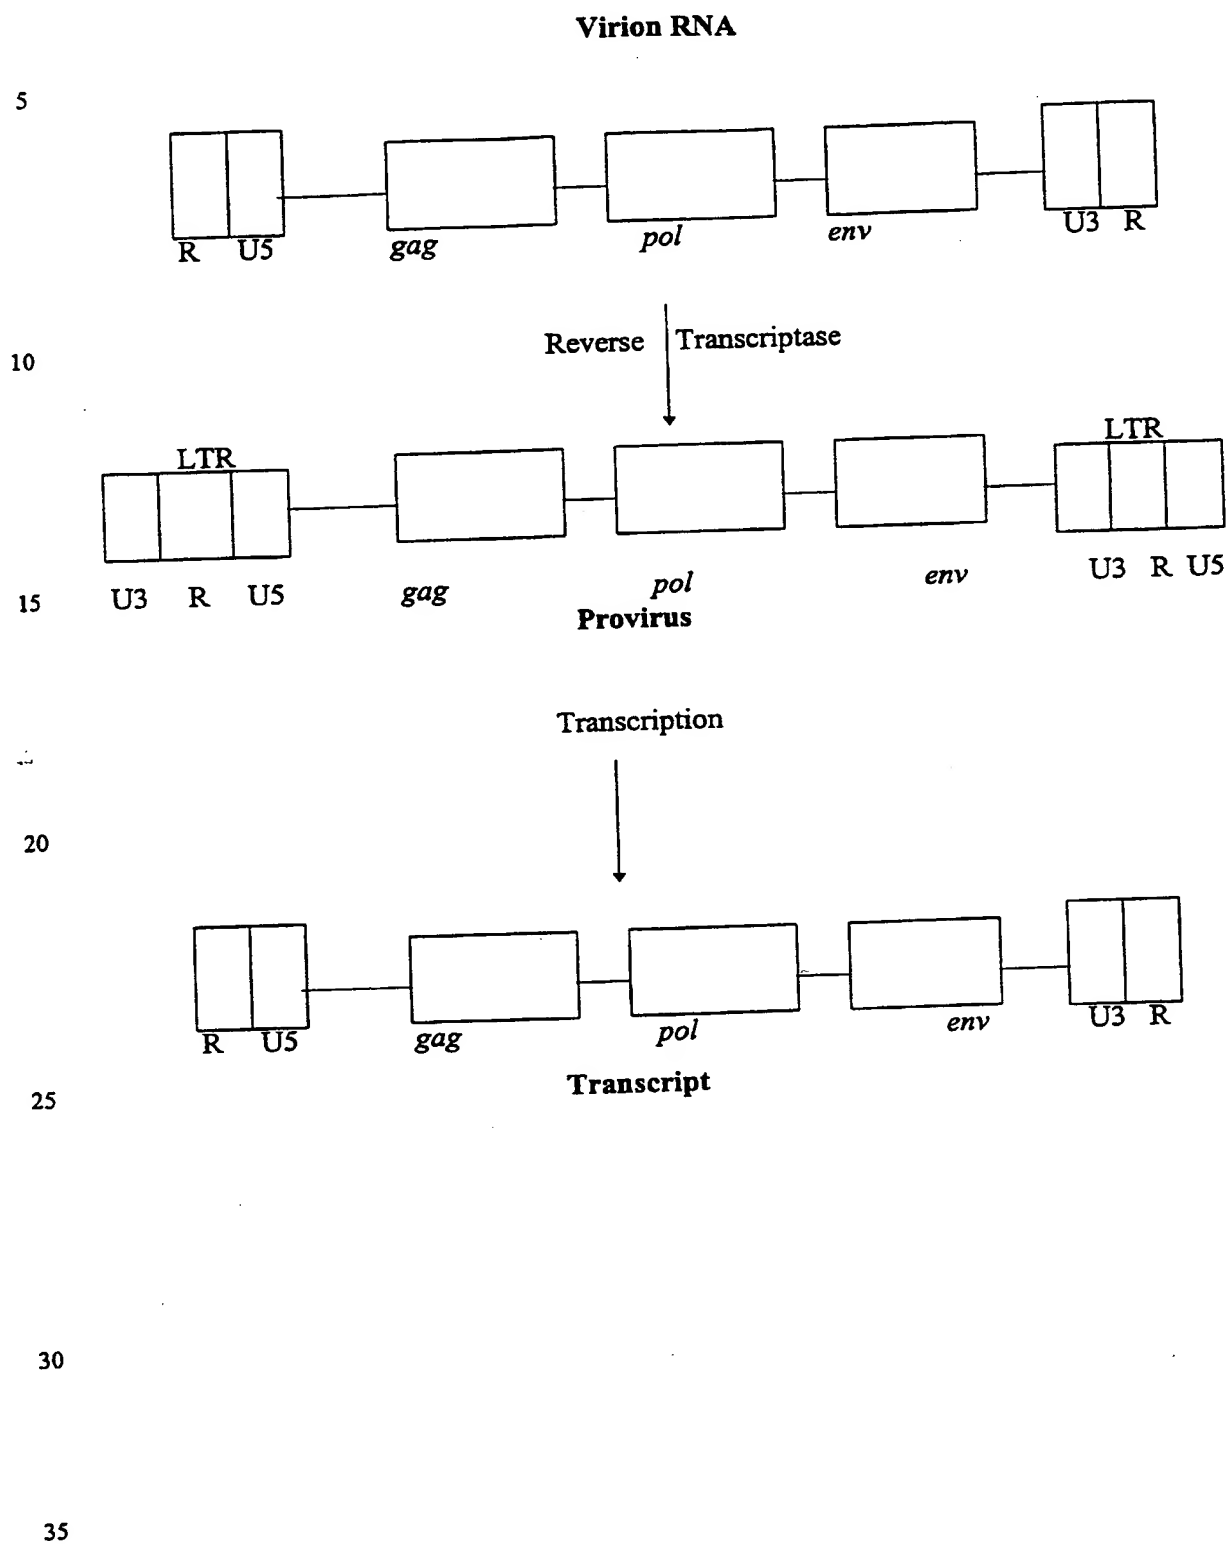 Virion RNA
5
R U5 gag pol env U3 R
Reverse Transcriptase
10
LTR LTR
U3 R U5 gag pol env U3 R U5
15
Provirus
Transcription
20
R U5 gag pol env U3 R
Transcript
25
30
35